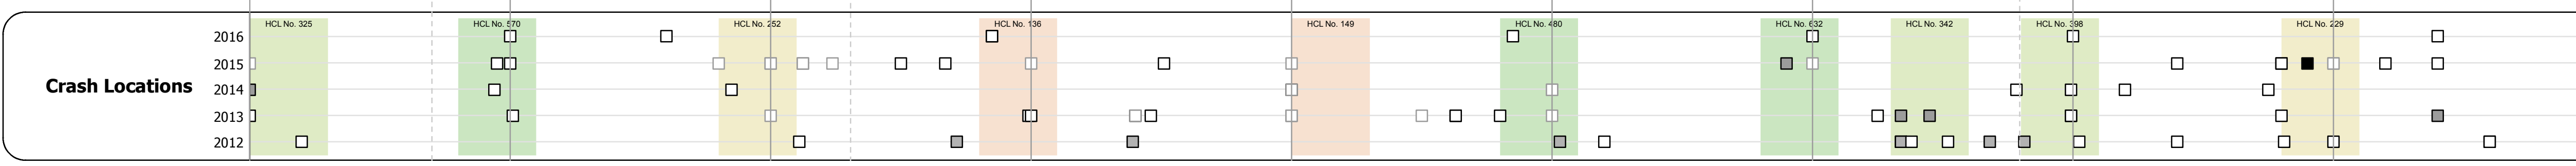 HCL No. 325 HCL No. 570 HCL No. 252 HCL No. 136 HCL No. 149 HCL No. 480 HCL No. 632 HCL No. 342 HCL No. 398 HCL No. 229
2016
2015
Crash Locations 2014
2013
2012